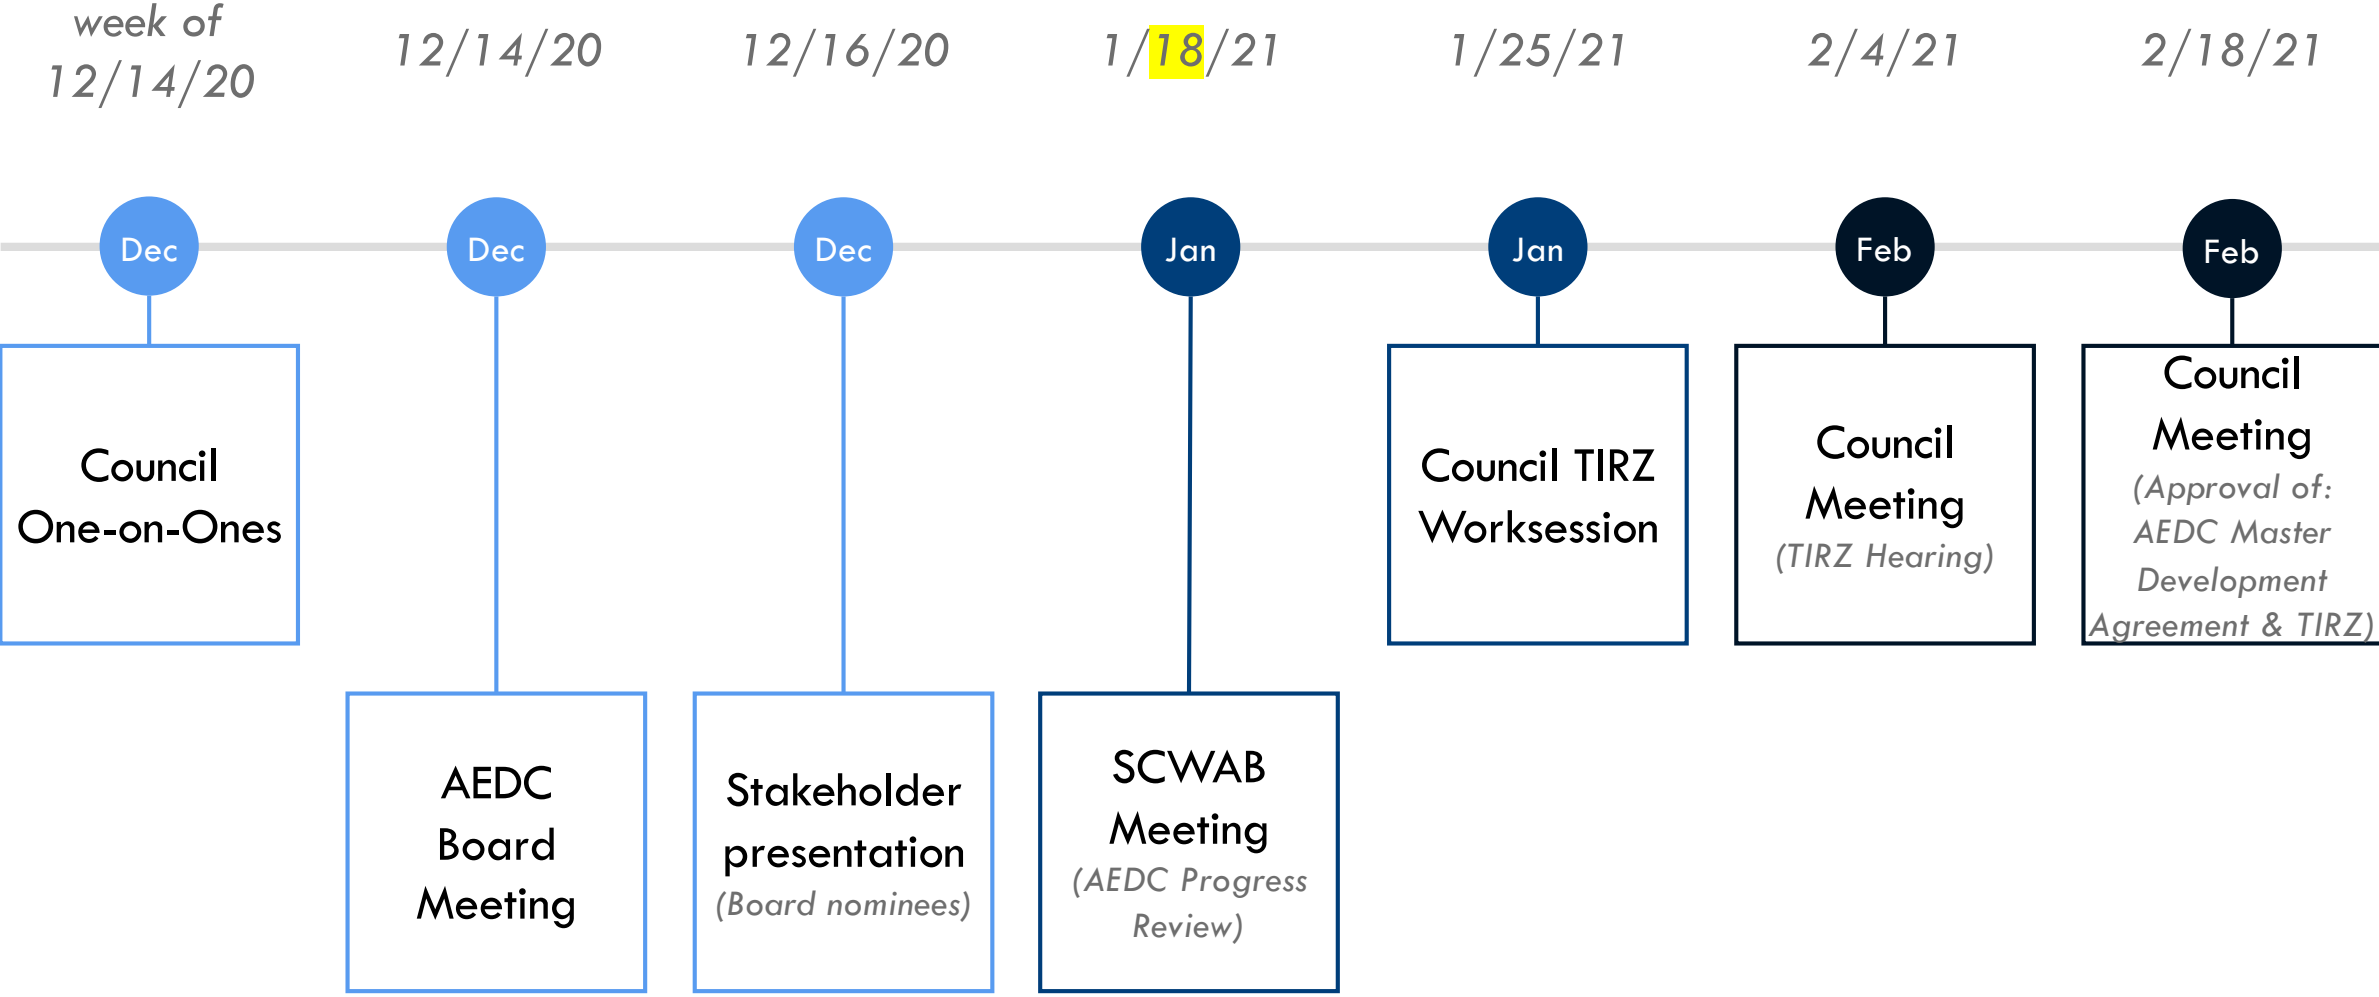 week of
12/14/20
12/14/20
12/16/20
1/18/21
1/25/21
2/4/21
2/18/21
Dec
Dec
Dec
Jan
Jan
Feb
Feb
Council
One-on-Ones
AEDC
Board
Meeting
Stakeholder
presentation
(Board nominees)
SCWAB
Meeting
(AEDC Progress
Review)
Council TIRZ
Worksession
Council
Meeting
(TIRZ Hearing)
Council
Meeting
(Approval of:
AEDC Master
Development
Agreement & TIRZ)